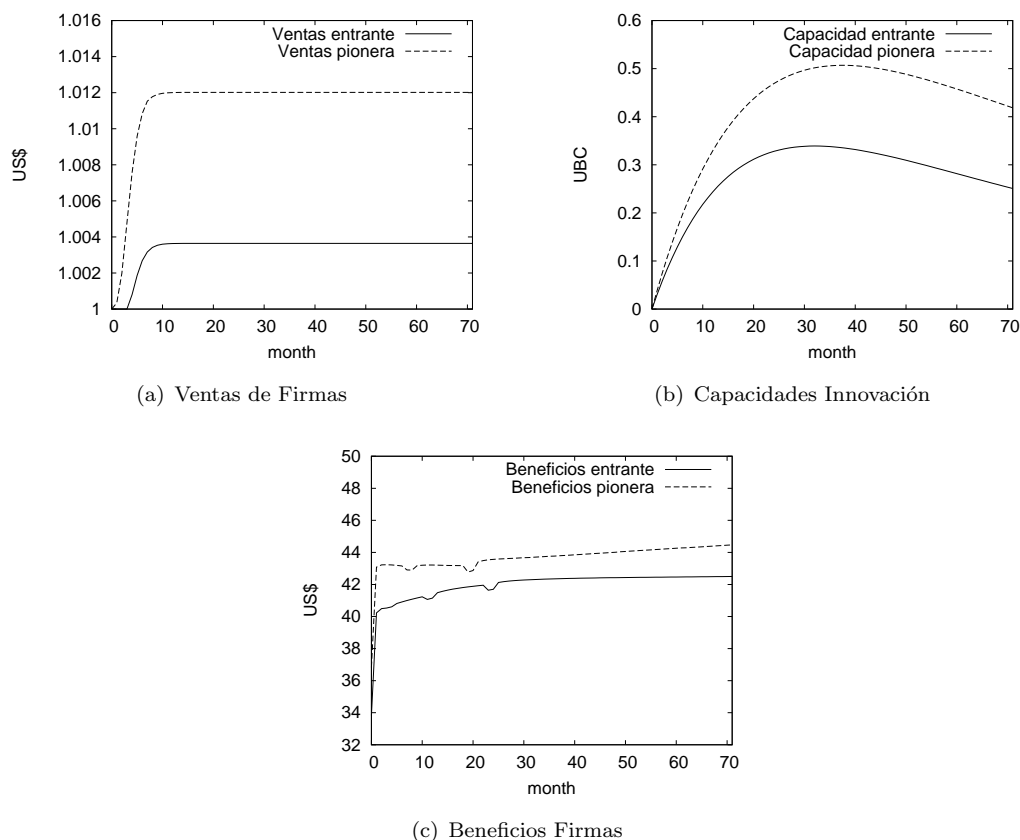 1.016
1.014
1.012
1.01
1.008
1.006
1.004
1.002
1
US$
Ventas entrante
Ventas pionera
0 10 20 30 40 50 60 70
month
(a) Ventas de Firmas
0.6
0.5
0.4
0.3
0.2
0.1
0
UBC
Capacidad entrante
Capacidad pionera
0 10 20 30 40 50 60 70
month
(b) Capacidades Innovación
50
48
46
44
42
40
38
36
34
32
US$
Beneficios entrante
Beneficios pionera
0 10 20 30 40 50 60 70
month
(c) Beneficios Firmas